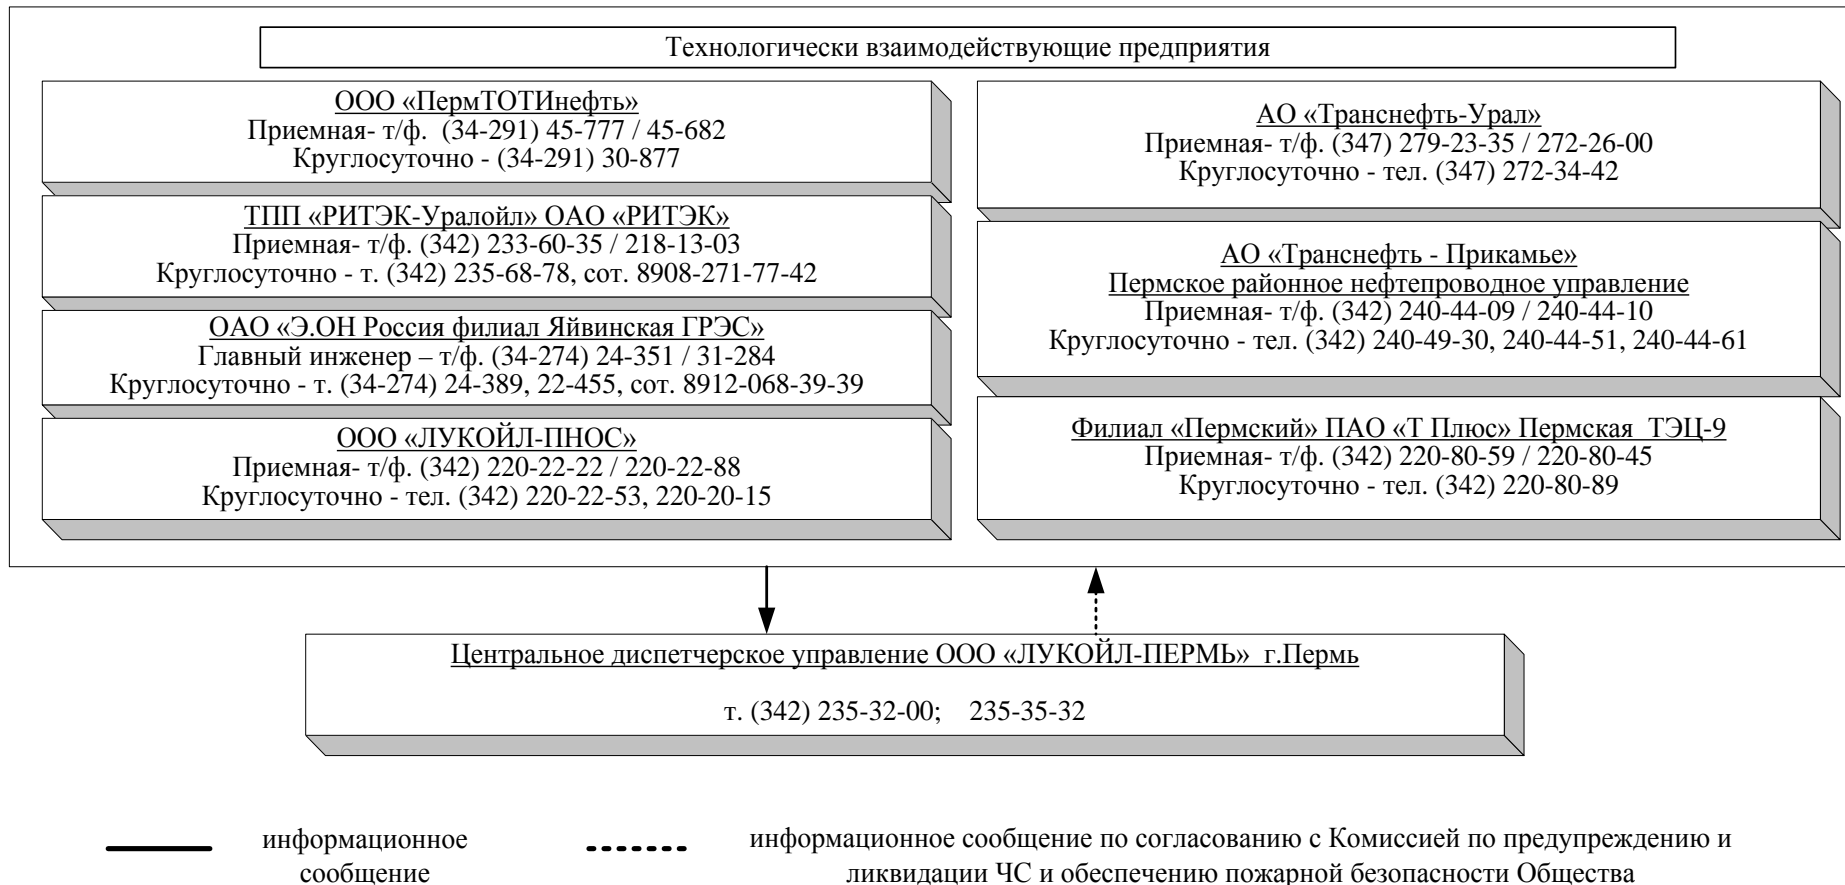 Технологически взаимодействующие предприятия
ООО «ПермТОТИнефть»
Приемная- т/ф. (34-291) 45-777 / 45-682
Круглосуточно - (34-291) 30-877
ТПП «РИТЭК-Уралойл» ОАО «РИТЭК»
Приемная- т/ф. (342) 233-60-35 / 218-13-03
Круглосуточно - т. (342) 235-68-78, сот. 8908-271-77-42
ОАО «Э.ОН Россия филиал Яйвинская ГРЭС»
Главный инженер – т/ф. (34-274) 24-351 / 31-284
Круглосуточно - т. (34-274) 24-389, 22-455, сот. 8912-068-39-39
ООО «ЛУКОЙЛ-ПНОС»
Приемная- т/ф. (342) 220-22-22 / 220-22-88
Круглосуточно - тел. (342) 220-22-53, 220-20-15
АО «Транснефть-Урал»
Приемная- т/ф. (347) 279-23-35 / 272-26-00
Круглосуточно - тел. (347) 272-34-42
АО «Транснефть - Прикамье»
Пермское районное нефтепроводное управление
Приемная- т/ф. (342) 240-44-09 / 240-44-10
Круглосуточно - тел. (342) 240-49-30, 240-44-51, 240-44-61
Филиал «Пермский» ПАО «Т Плюс» Пермская ТЭЦ-9
Приемная- т/ф. (342) 220-80-59 / 220-80-45
Круглосуточно - тел. (342) 220-80-89
Центральное диспетчерское управление ООО «ЛУКОЙЛ-ПЕРМЬ» г.Пермь
т. (342) 235-32-00; 235-35-32
информационное
сообщение
информационное сообщение по согласованию с Комиссией по предупреждению и
ликвидации ЧС и обеспечению пожарной безопасности Общества